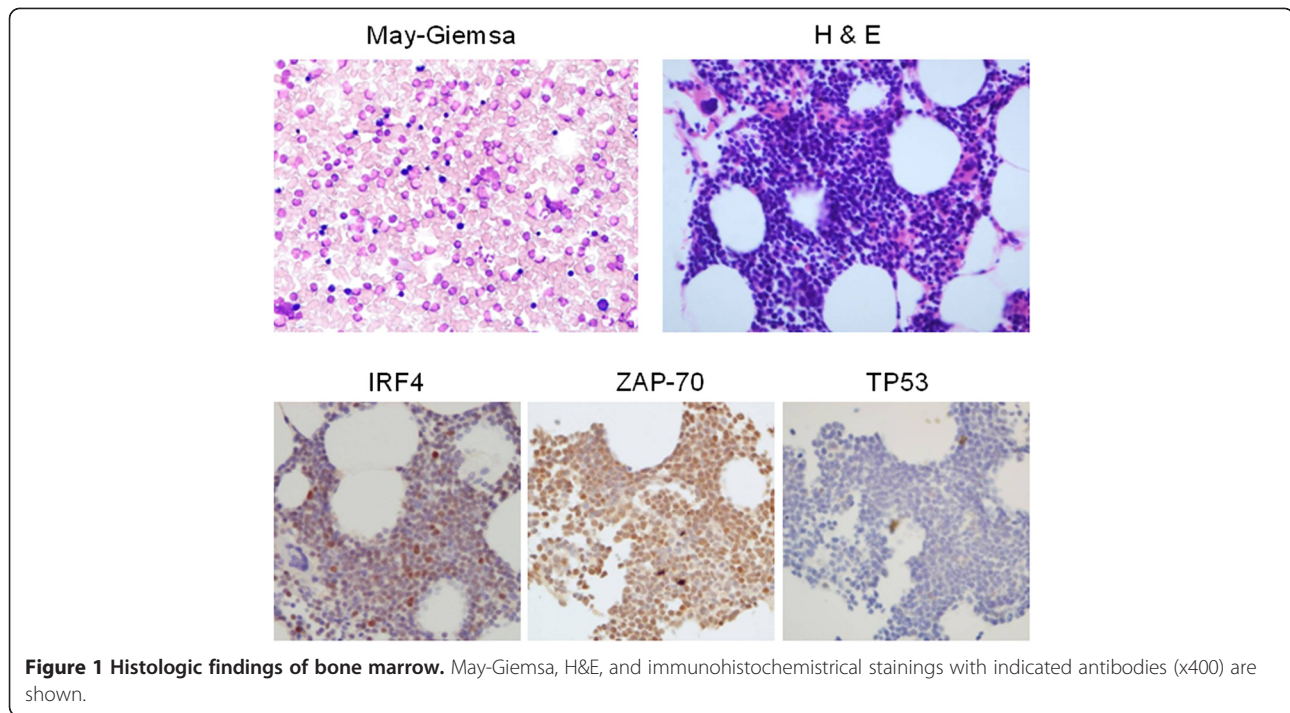 May-Giemsa
H & E
IRF4
ZAP-70
TP53
Figure 1 Histologic findings of bone marrow. May-Giemsa, H&E, and immunohistochemistrical stainings with indicated antibodies (x400) are
shown.